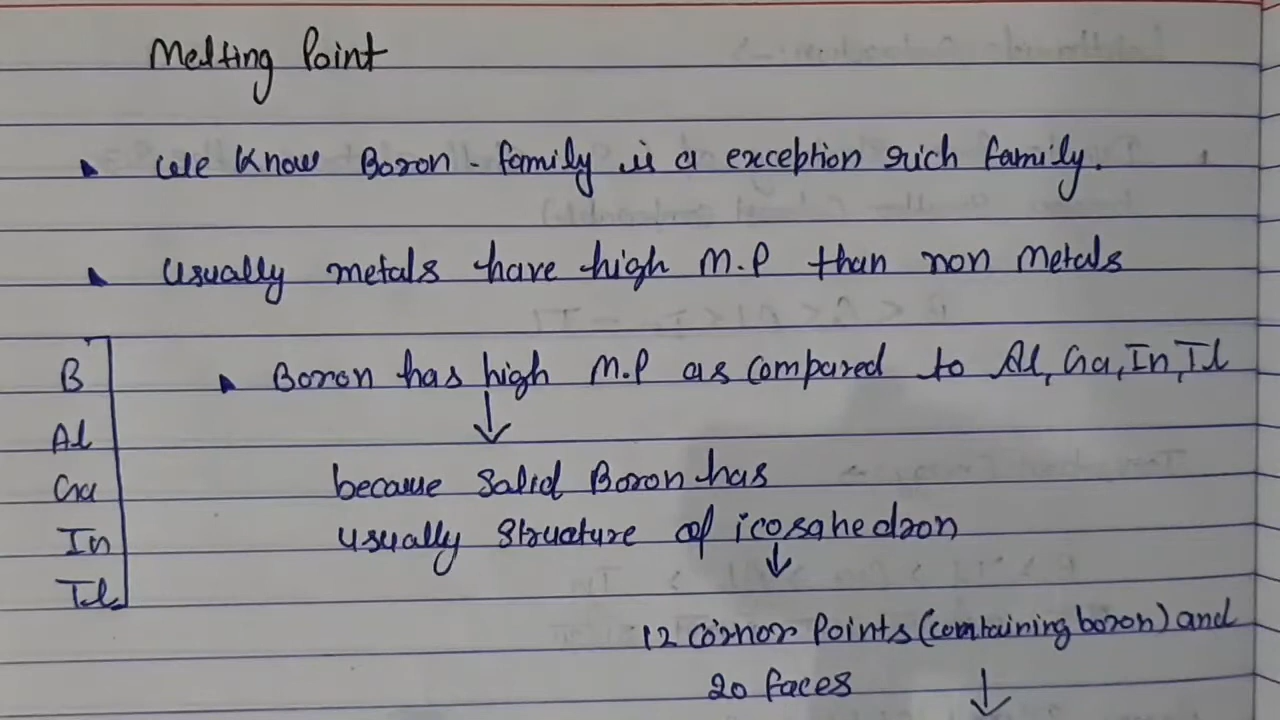 Melting Point
We Know Boron-family is a exception rich family.
Usually metals have high M.P than non Metals
B
Al
Ga
In
Tl
Boron has high M.P as compared to Al, Ga, In, Tl
↓
because Solid Boron has
usually structure of icosahedron
↓
12 Cornor Points (containing boron) and
20 faces
↓